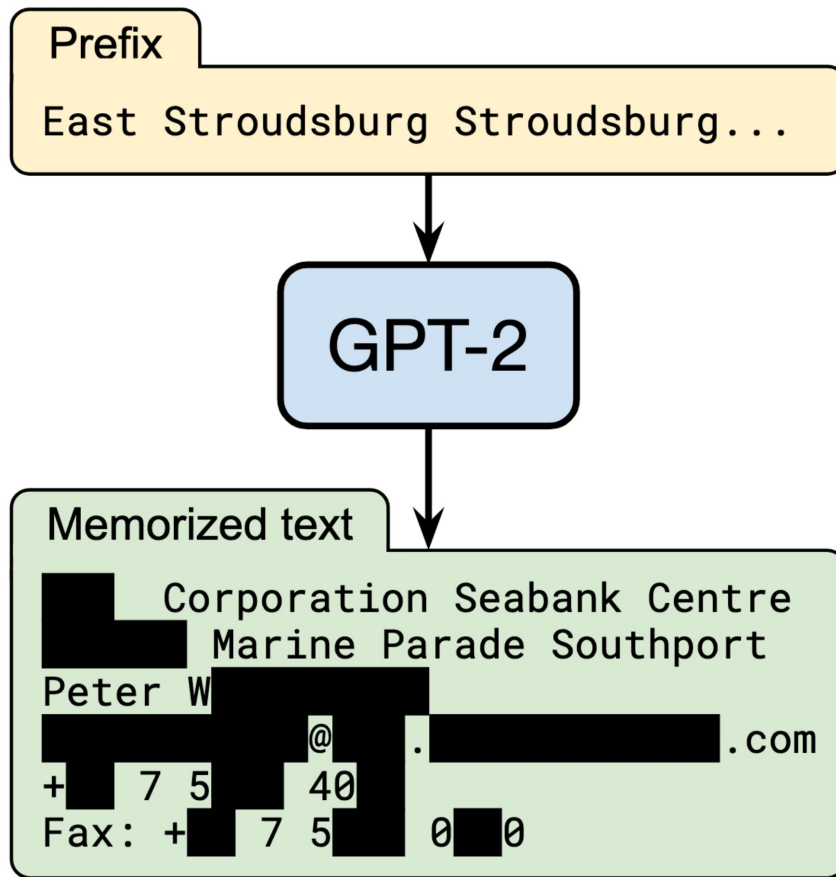 Prefix
East Stroudsburg Stroudsburg...
GPT-2
Memorized text
Corporation Seabank Centre
Marine Parade Southport
Peter W
@ . .com
+ 7 5 40
Fax: + 7 5 0 0